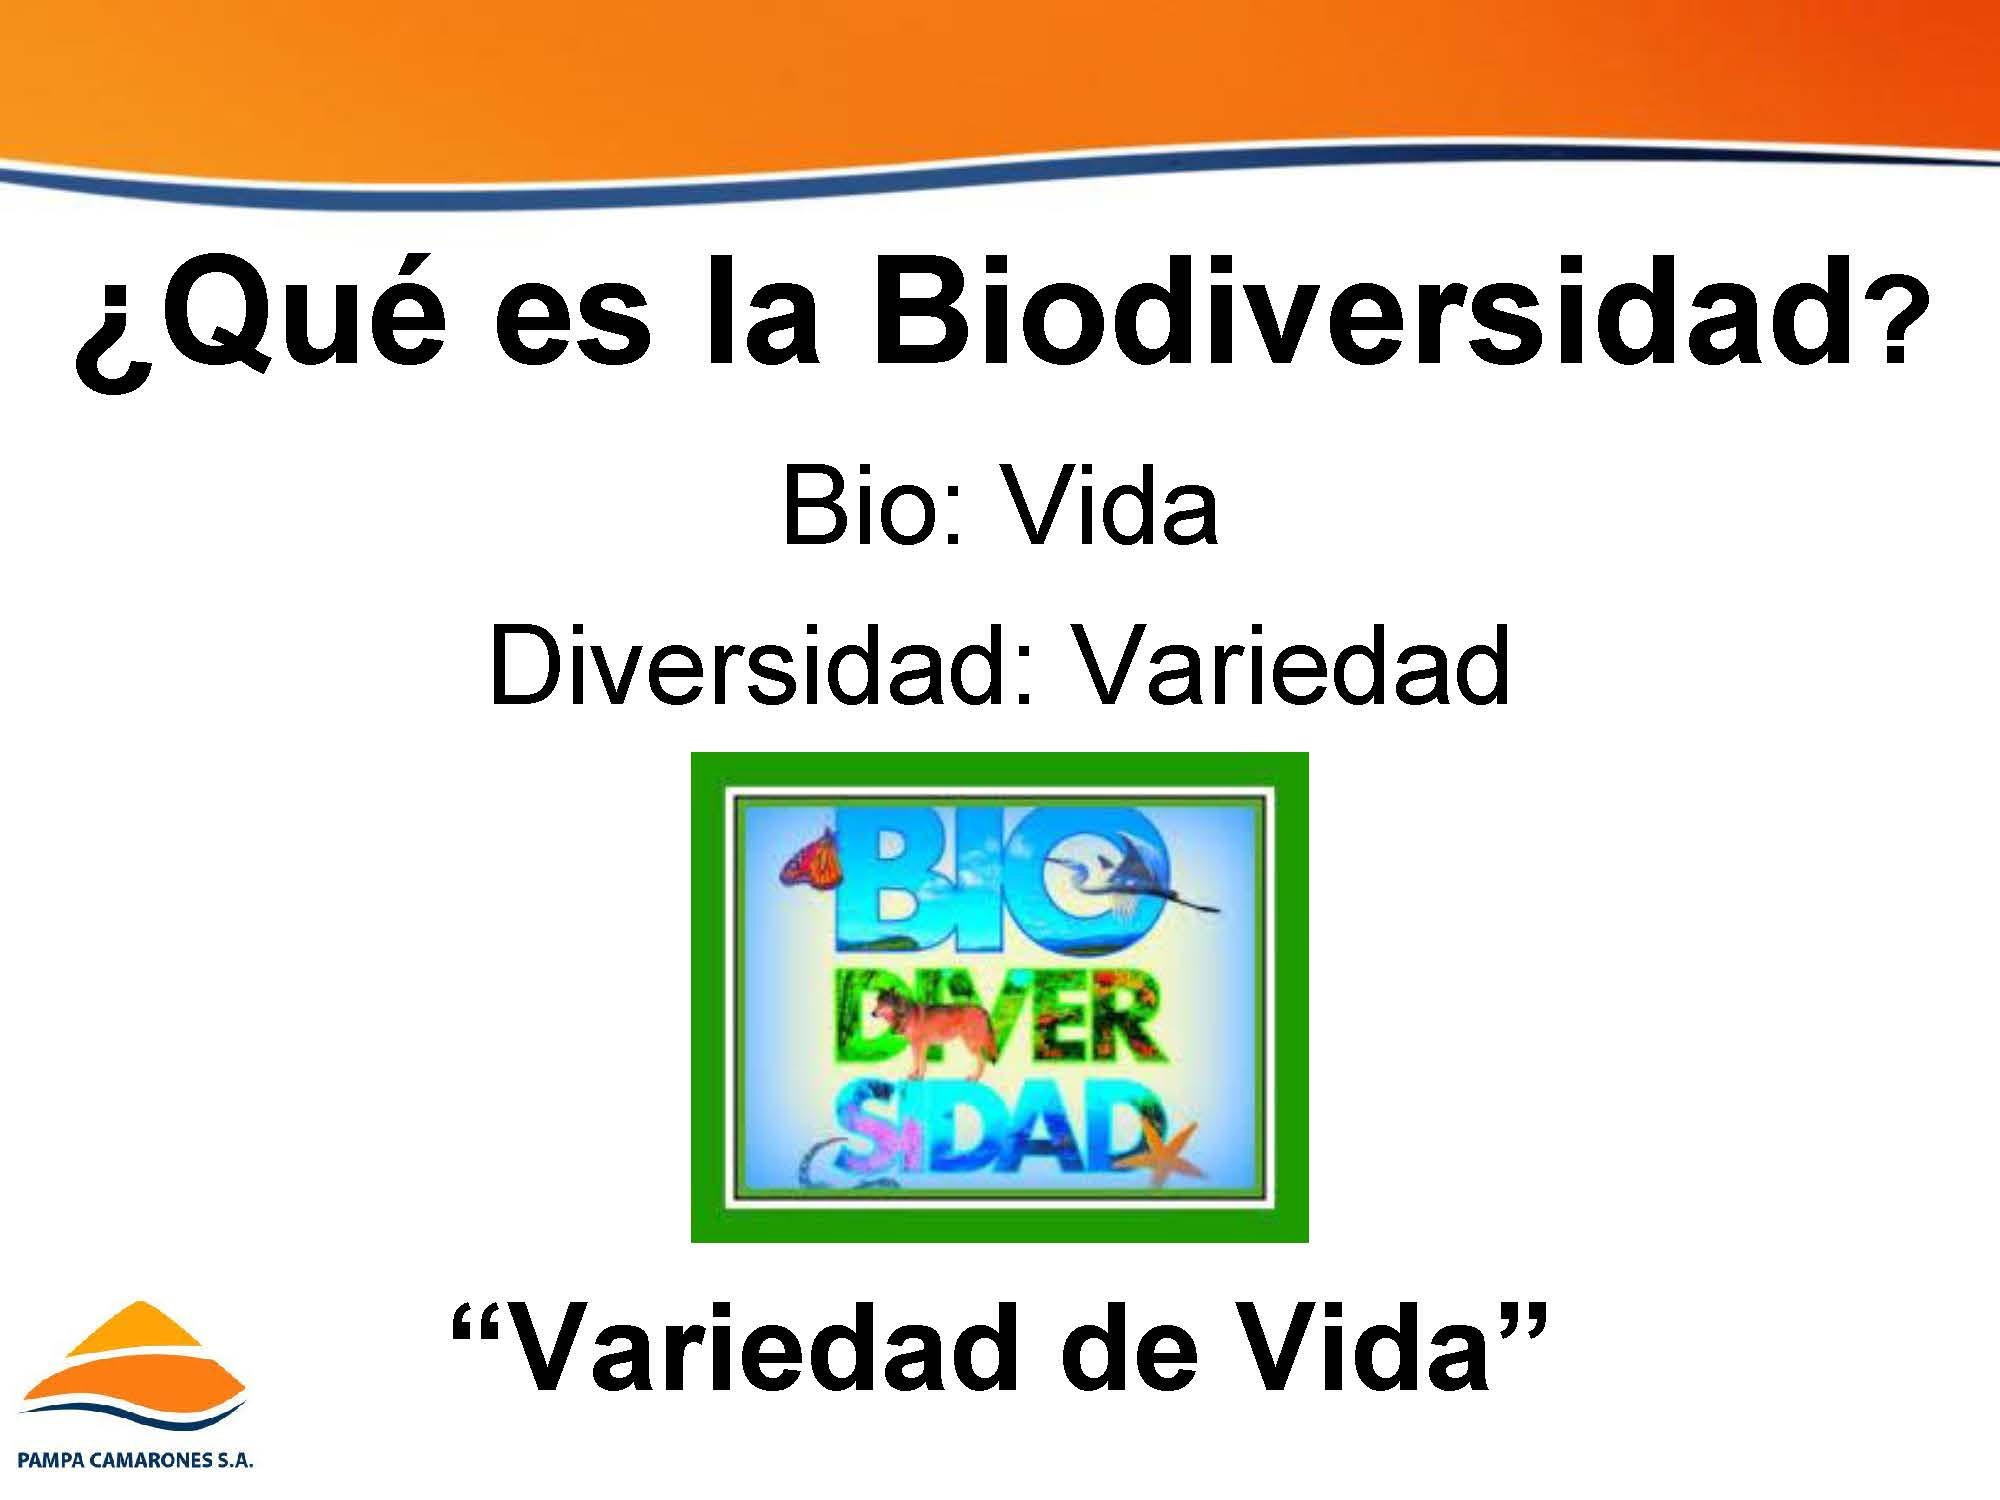 ¿Qué es la Biodiversidad?
Bio: Vida
Diversidad: Variedad
BIO
DIVER
SIDAD
“Variedad de Vida”
PAMPA CAMARONES S.A.